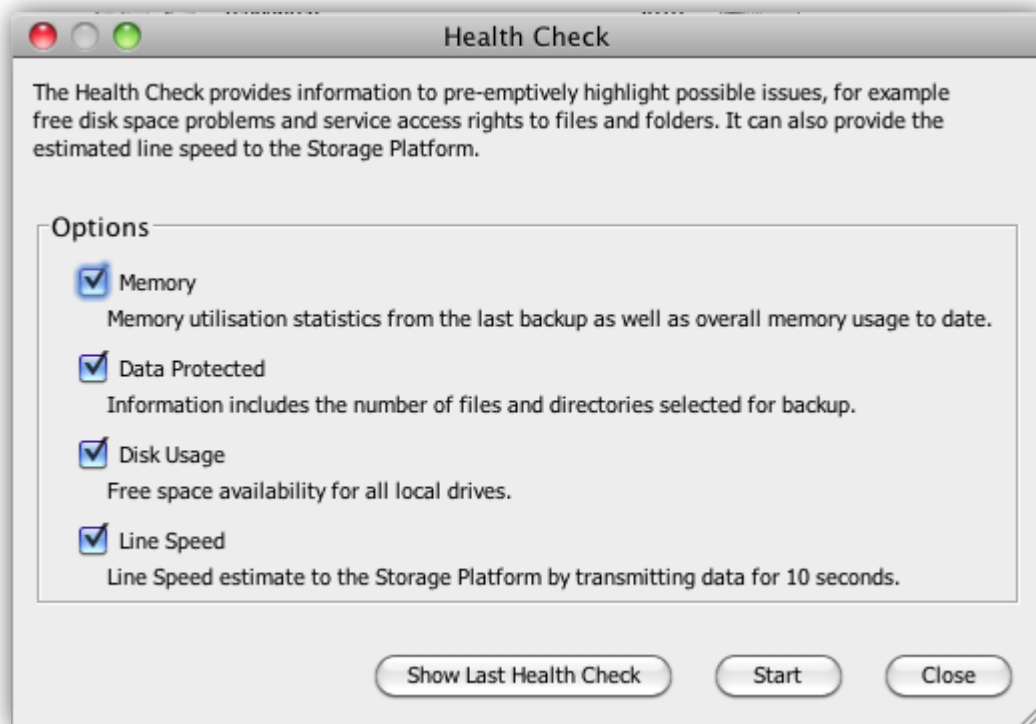 Health Check
The Health Check provides information to pre-emptively highlight possible issues, for example
free disk space problems and service access rights to files and folders. It can also provide the
estimated line speed to the Storage Platform.
Options
Memory
Memory utilisation statistics from the last backup as well as overall memory usage to date.
Data Protected
Information includes the number of files and directories selected for backup.
Disk Usage
Free space availability for all local drives.
Line Speed
Line Speed estimate to the Storage Platform by transmitting data for 10 seconds.
Show Last Health Check
Start
Close